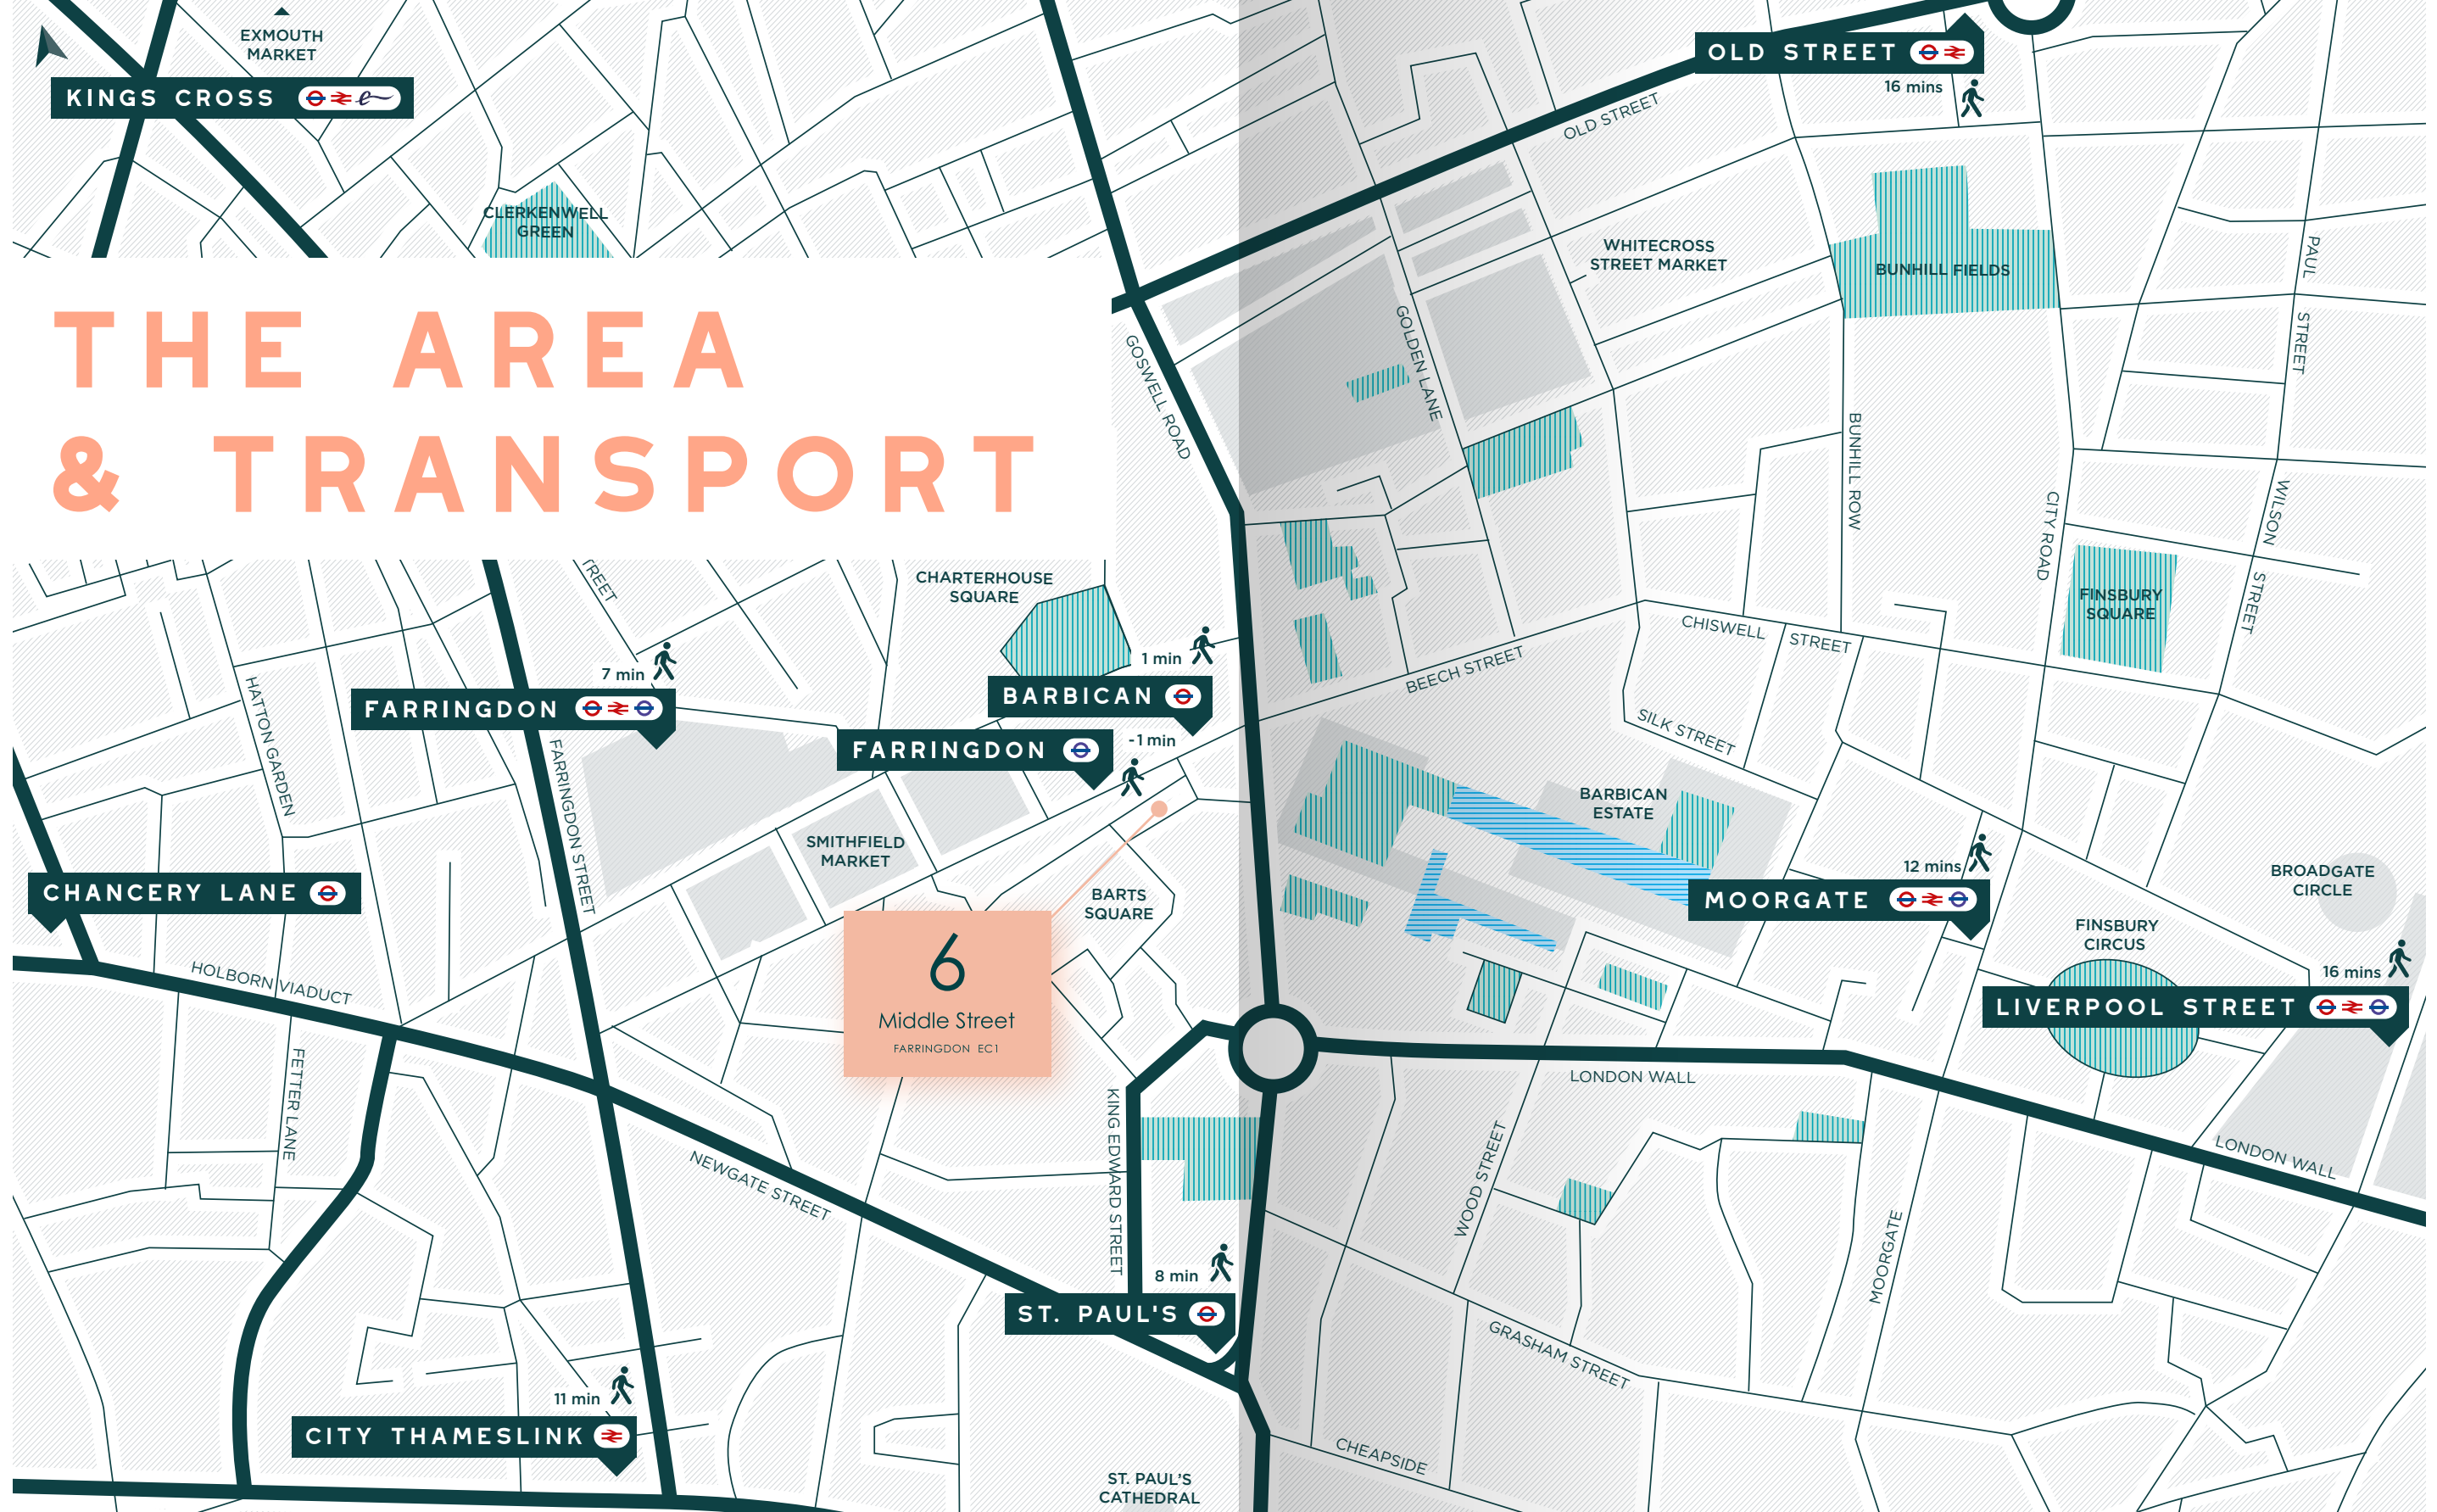 EXMOUTH
MARKET
KINGS CROSS
OLD STREET
16 mins
OLD STREET
CLERKENWELL
GREEN
WHITECROSS
STREET MARKET
BUNHILL FIELDS
PAUL
STREET
THE AREA
& TRANSPORT
GOSWELL ROAD
GOLDEN LANE
BUNHILL ROW
CITY ROAD
WILSON
STREET
TREET
CHARTERHOUSE
SQUARE
FINSBURY
SQUARE
CHISWELL STREET
BEECH STREET
7 min
FARRINGDON
1 min
BARBICAN
HATTON GARDEN
FARRINGDON STREET
FARRINGDON
-1 min
SILK STREET
BARBICAN
ESTATE
SMITHFIELD
MARKET
BARTS
SQUARE
CHANCERY LANE
12 mins
MOORGATE
BROADGATE
CIRCLE
FINSBURY
CIRCUS
16 mins
LIVERPOOL STREET
HOLBORN VIADUCT
6
Middle Street
FARRINGDON EC1
FETTER LANE
LONDON WALL
LONDON WALL
KING EDWARD STREET
NEWGATE STREET
WOOD STREET
MOORGATE
8 min
ST. PAUL'S
GRASHAM STREET
11 min
CITY THAMESLINK
CHEAPSIDE
ST. PAUL'S
CATHEDRAL